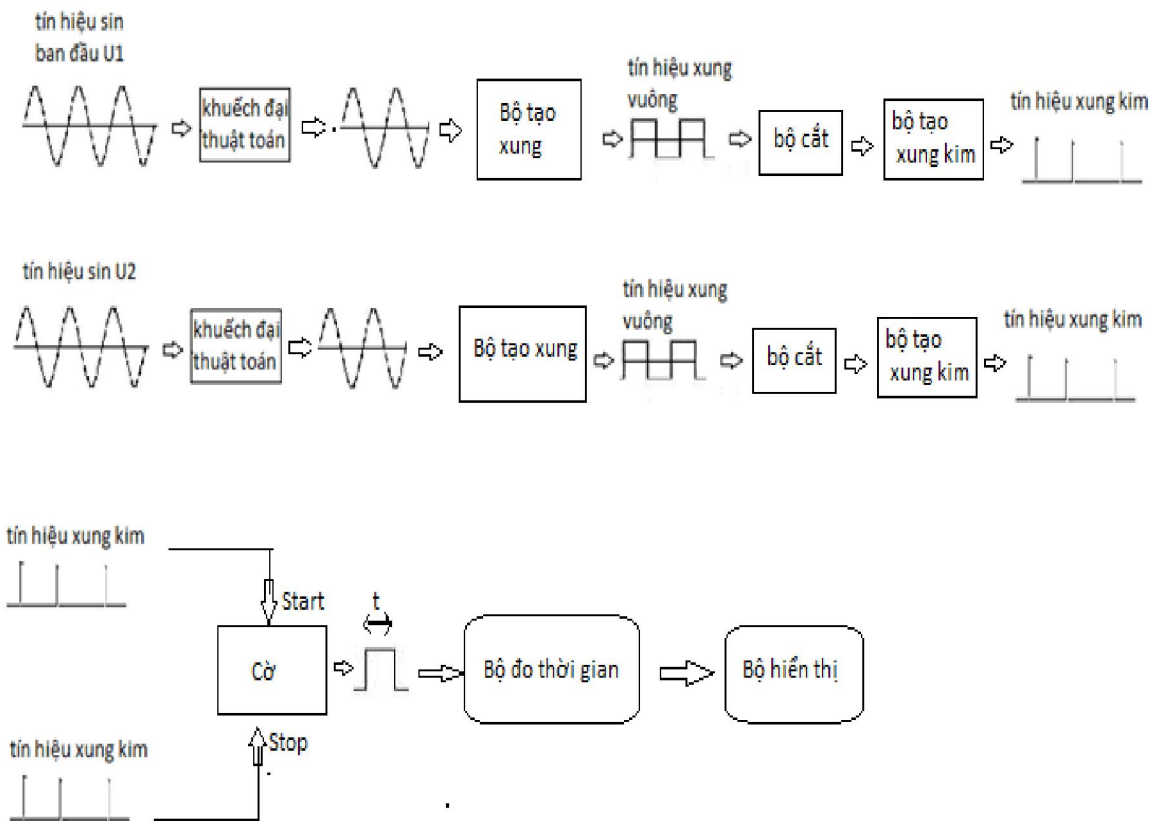 tín hiệu sin
ban đầu U1
khuếch đại
thuật toán
Bộ tạo
xung
tín hiệu xung
vuông
bộ cắt
bộ tạo
xung kim
tín hiệu xung kim
tín hiệu sin U2
khuếch đại
thuật toán
Bộ tạo xung
tín hiệu xung
vuông
bộ cắt
bộ tạo
xung kim
tín hiệu xung kim
tín hiệu xung kim
Start
t
Cờ
Bộ đo thời gian
Bộ hiển thị
Stop
tín hiệu xung kim